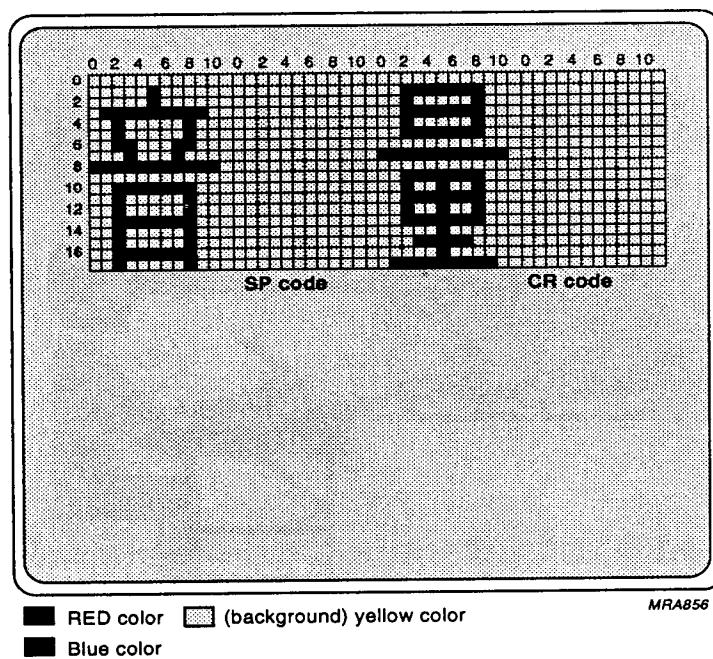 0 2 4 6 8 10 0 2 4 6 8 10 0 2 4 6 8 10 0 2 4 6 8 10
0
2
4
6
8
10
12
14
16
音 量
SP code CR code
MRA856
RED color (background) yellow color
Blue color